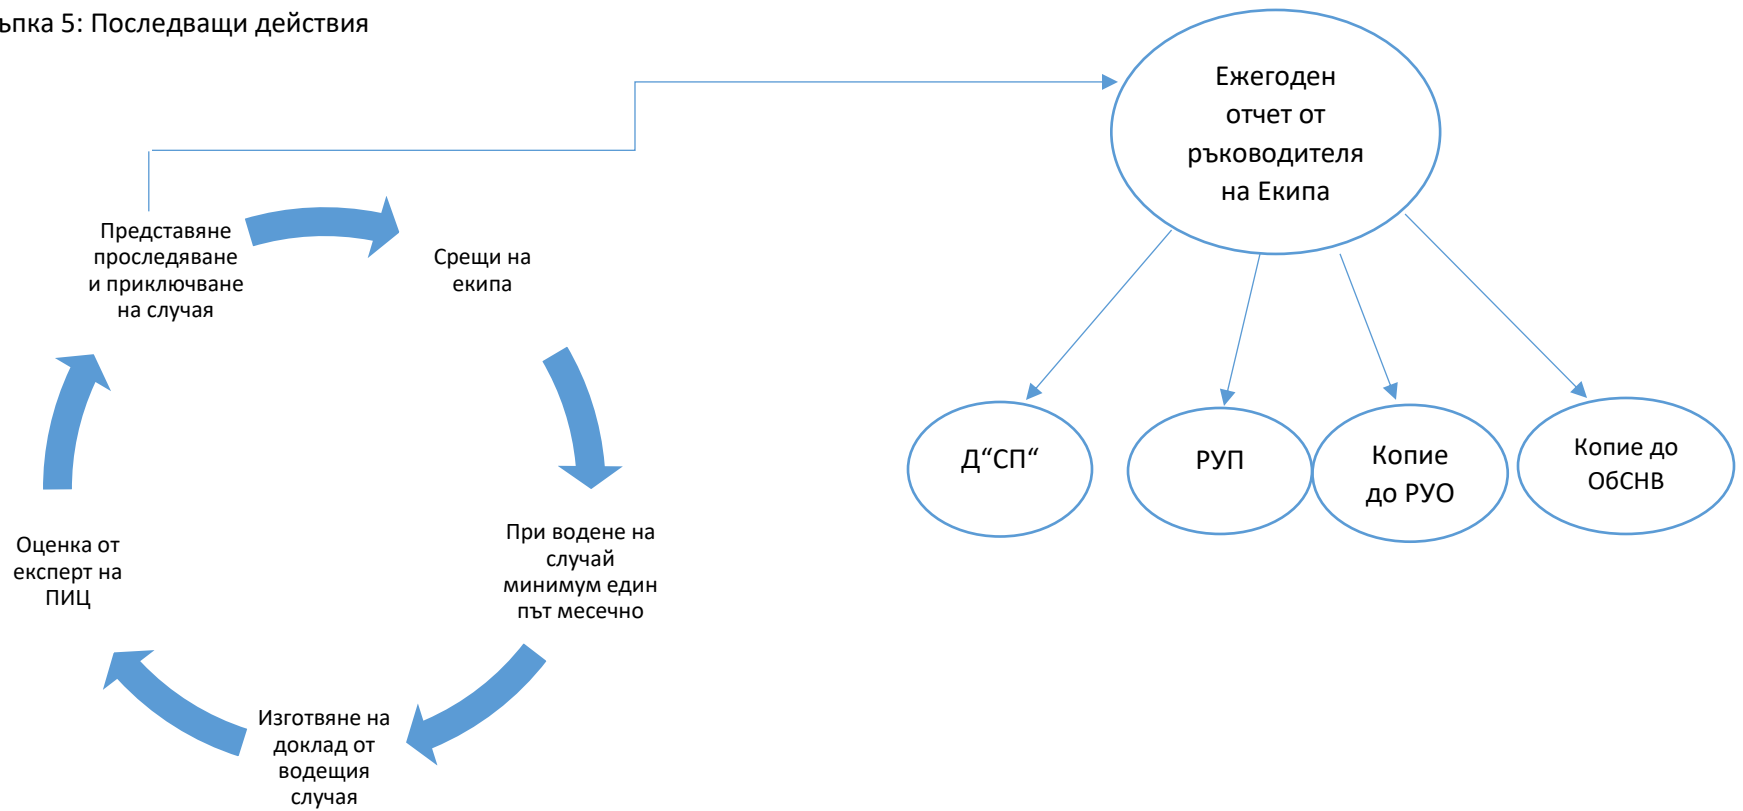 ъпка 5: Последващи действия
Ежегоден
отчет от
ръководителя
на Екипа
Представяне
проследяване
и приключване
на случая
Срещи на
екипа
При водене на
случай
минимум един
път месечно
Изготвяне на
доклад от
водещия
случая
Оценка от
експерт на
ПИЦ
Д“СП“
РУП
Копие
до РУО
Копие до
ОбСНВ